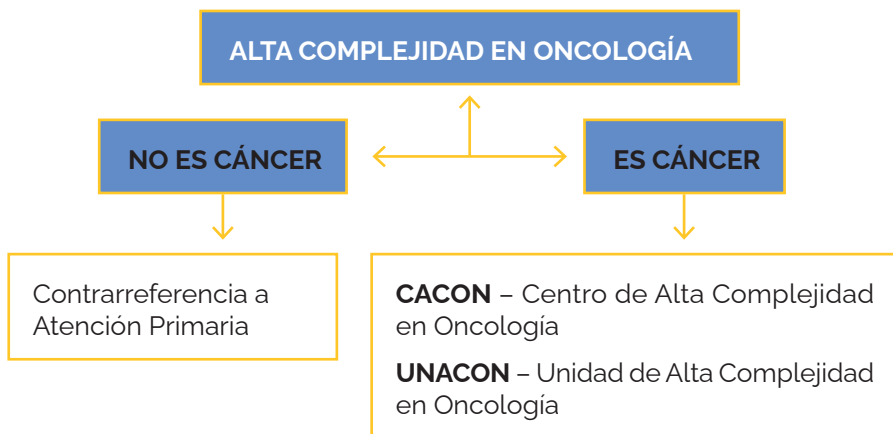 ALTA COMPLEJIDAD EN ONCOLOGÍA
NO ES CÁNCER
ES CÁNCER
Contrarreferencia a
Atención Primaria
CACON – Centro de Alta Complejidad
en Oncología
UNACON – Unidad de Alta Complejidad
en Oncología